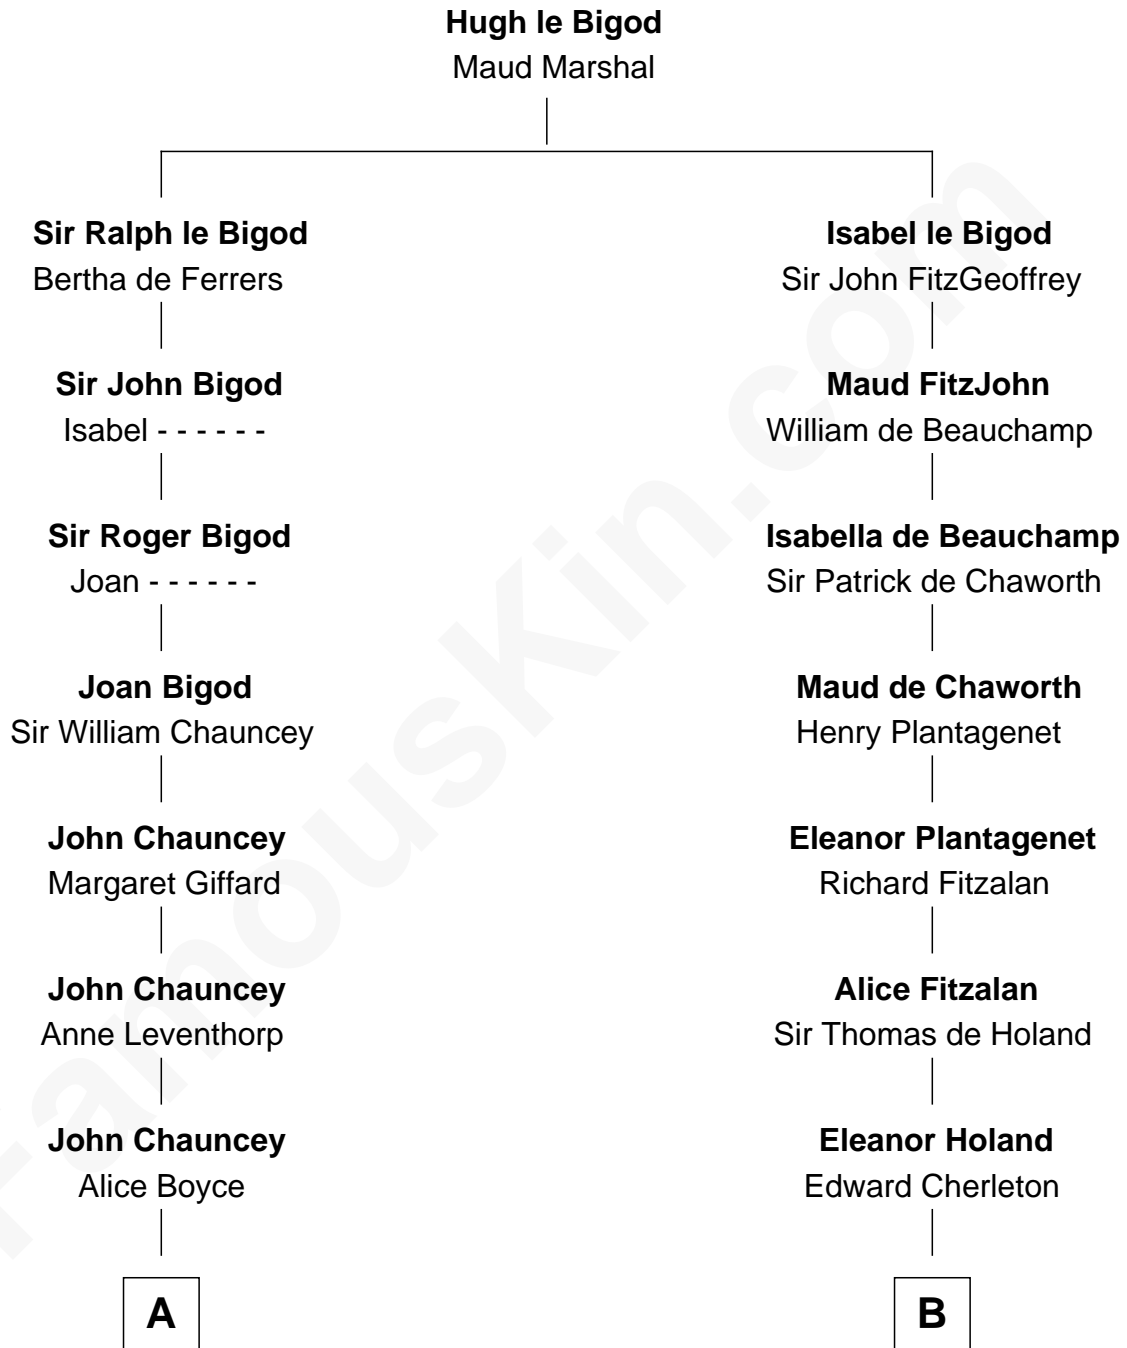 Hugh le Bigod
Maud Marshal
Sir Ralph le Bigod
Bertha de Ferrers
Isabel le Bigod
Sir John FitzGeoffrey
Sir John Bigod
Isabel - - - - - -
Maud FitzJohn
William de Beauchamp
Sir Roger Bigod
Joan - - - - - -
Isabella de Beauchamp
Sir Patrick de Chaworth
Joan Bigod
Sir William Chauncey
Maud de Chaworth
Henry Plantagenet
John Chauncey
Margaret Giffard
Eleanor Plantagenet
Richard Fitzalan
John Chauncey
Anne Leventhorp
Alice Fitzalan
Sir Thomas de Holand
John Chauncey
Alice Boyce
Eleanor Holand
Edward Cherleton
A
B
FamousKin.com